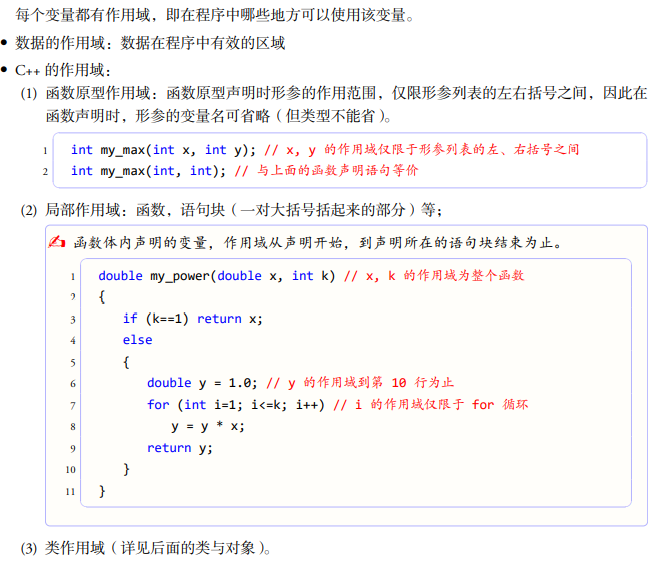 每个变量都有作用域，即在程序中哪些地方可以使用该变量。
• 数据的作用域：数据在程序中有效的区域
• C++ 的作用域：
(1) 函数原型作用域：函数原型声明时形参的作用范围，仅限形参列表的左右括号之间，因此在
函数声明时，形参的变量名可省略（但类型不能省）。
1 int my_max(int x, int y); // x, y 的作用域仅限于形参列表的左、右括号之间
2 int my_max(int, int); // 与上面的函数声明语句等价
(2) 局部作用域：函数，语句块（一对大括号括起来的部分）等；
✍ 函数体内声明的变量，作用域从声明开始，到声明所在的语句块结束为止。
1 double my_power(double x, int k) // x, k 的作用域为整个函数
2 {
3 if (k==1) return x;
4 else
5 {
6 double y = 1.0; // y 的作用域到第 10 行为止
7 for (int i=1; i<=k; i++) // i 的作用域仅限于 for 循环
8 y = y * x;
9 return y;
10 }
11 }
(3) 类作用域（详见后面的类与对象）。